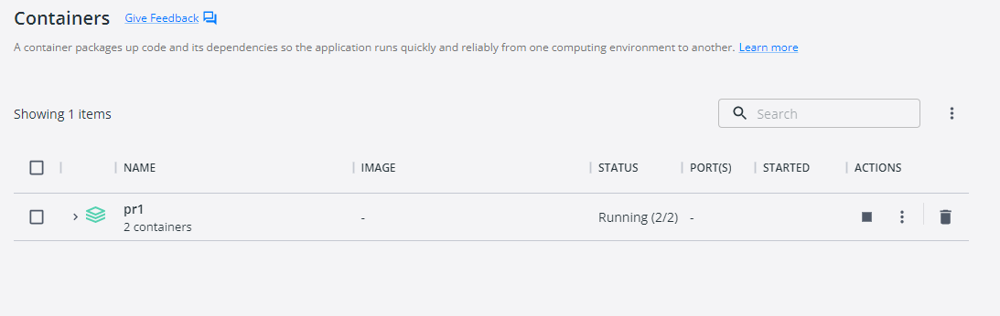 Containers Give Feedback
A container packages up code and its dependencies so the application runs quickly and reliably from one computing environment to another. Learn more
Showing 1 items
Search
NAME IMAGE STATUS PORT(S) STARTED ACTIONS
pr1
2 containers
- Running (2/2) -